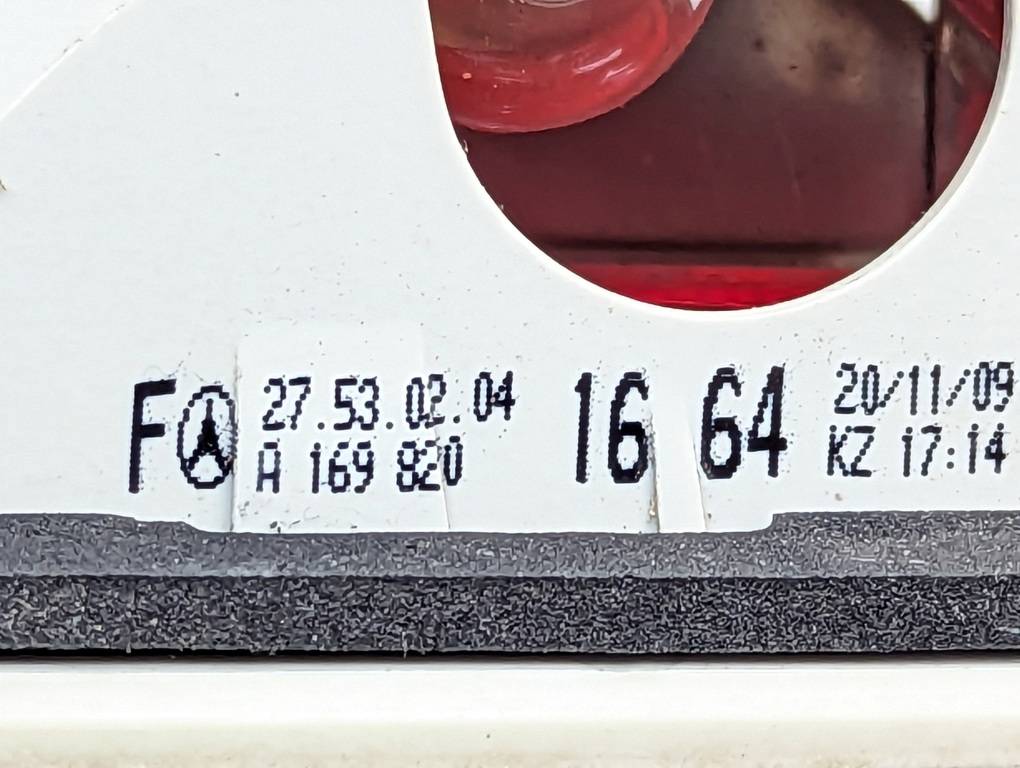 F 27.53.02.04 16 64 20/11/09
A 169 820 KZ 17:14